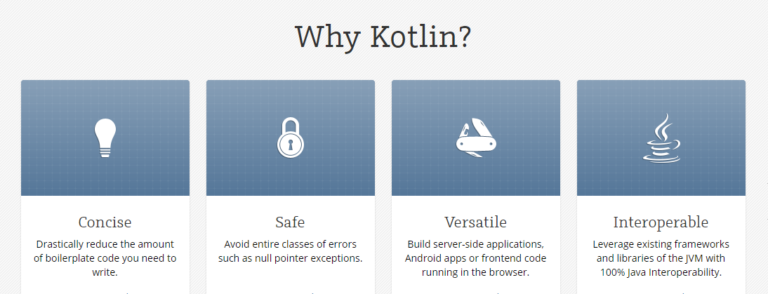 Why Kotlin?
Concise
Drastically reduce the amount
of boilerplate code you need to
write.
Safe
Avoid entire classes of errors
such as null pointer exceptions.
Versatile
Build server-side applications,
Android apps or frontend code
running in the browser.
Interoperable
Leverage existing frameworks
and libraries of the JVM with
100% Java Interoperability.